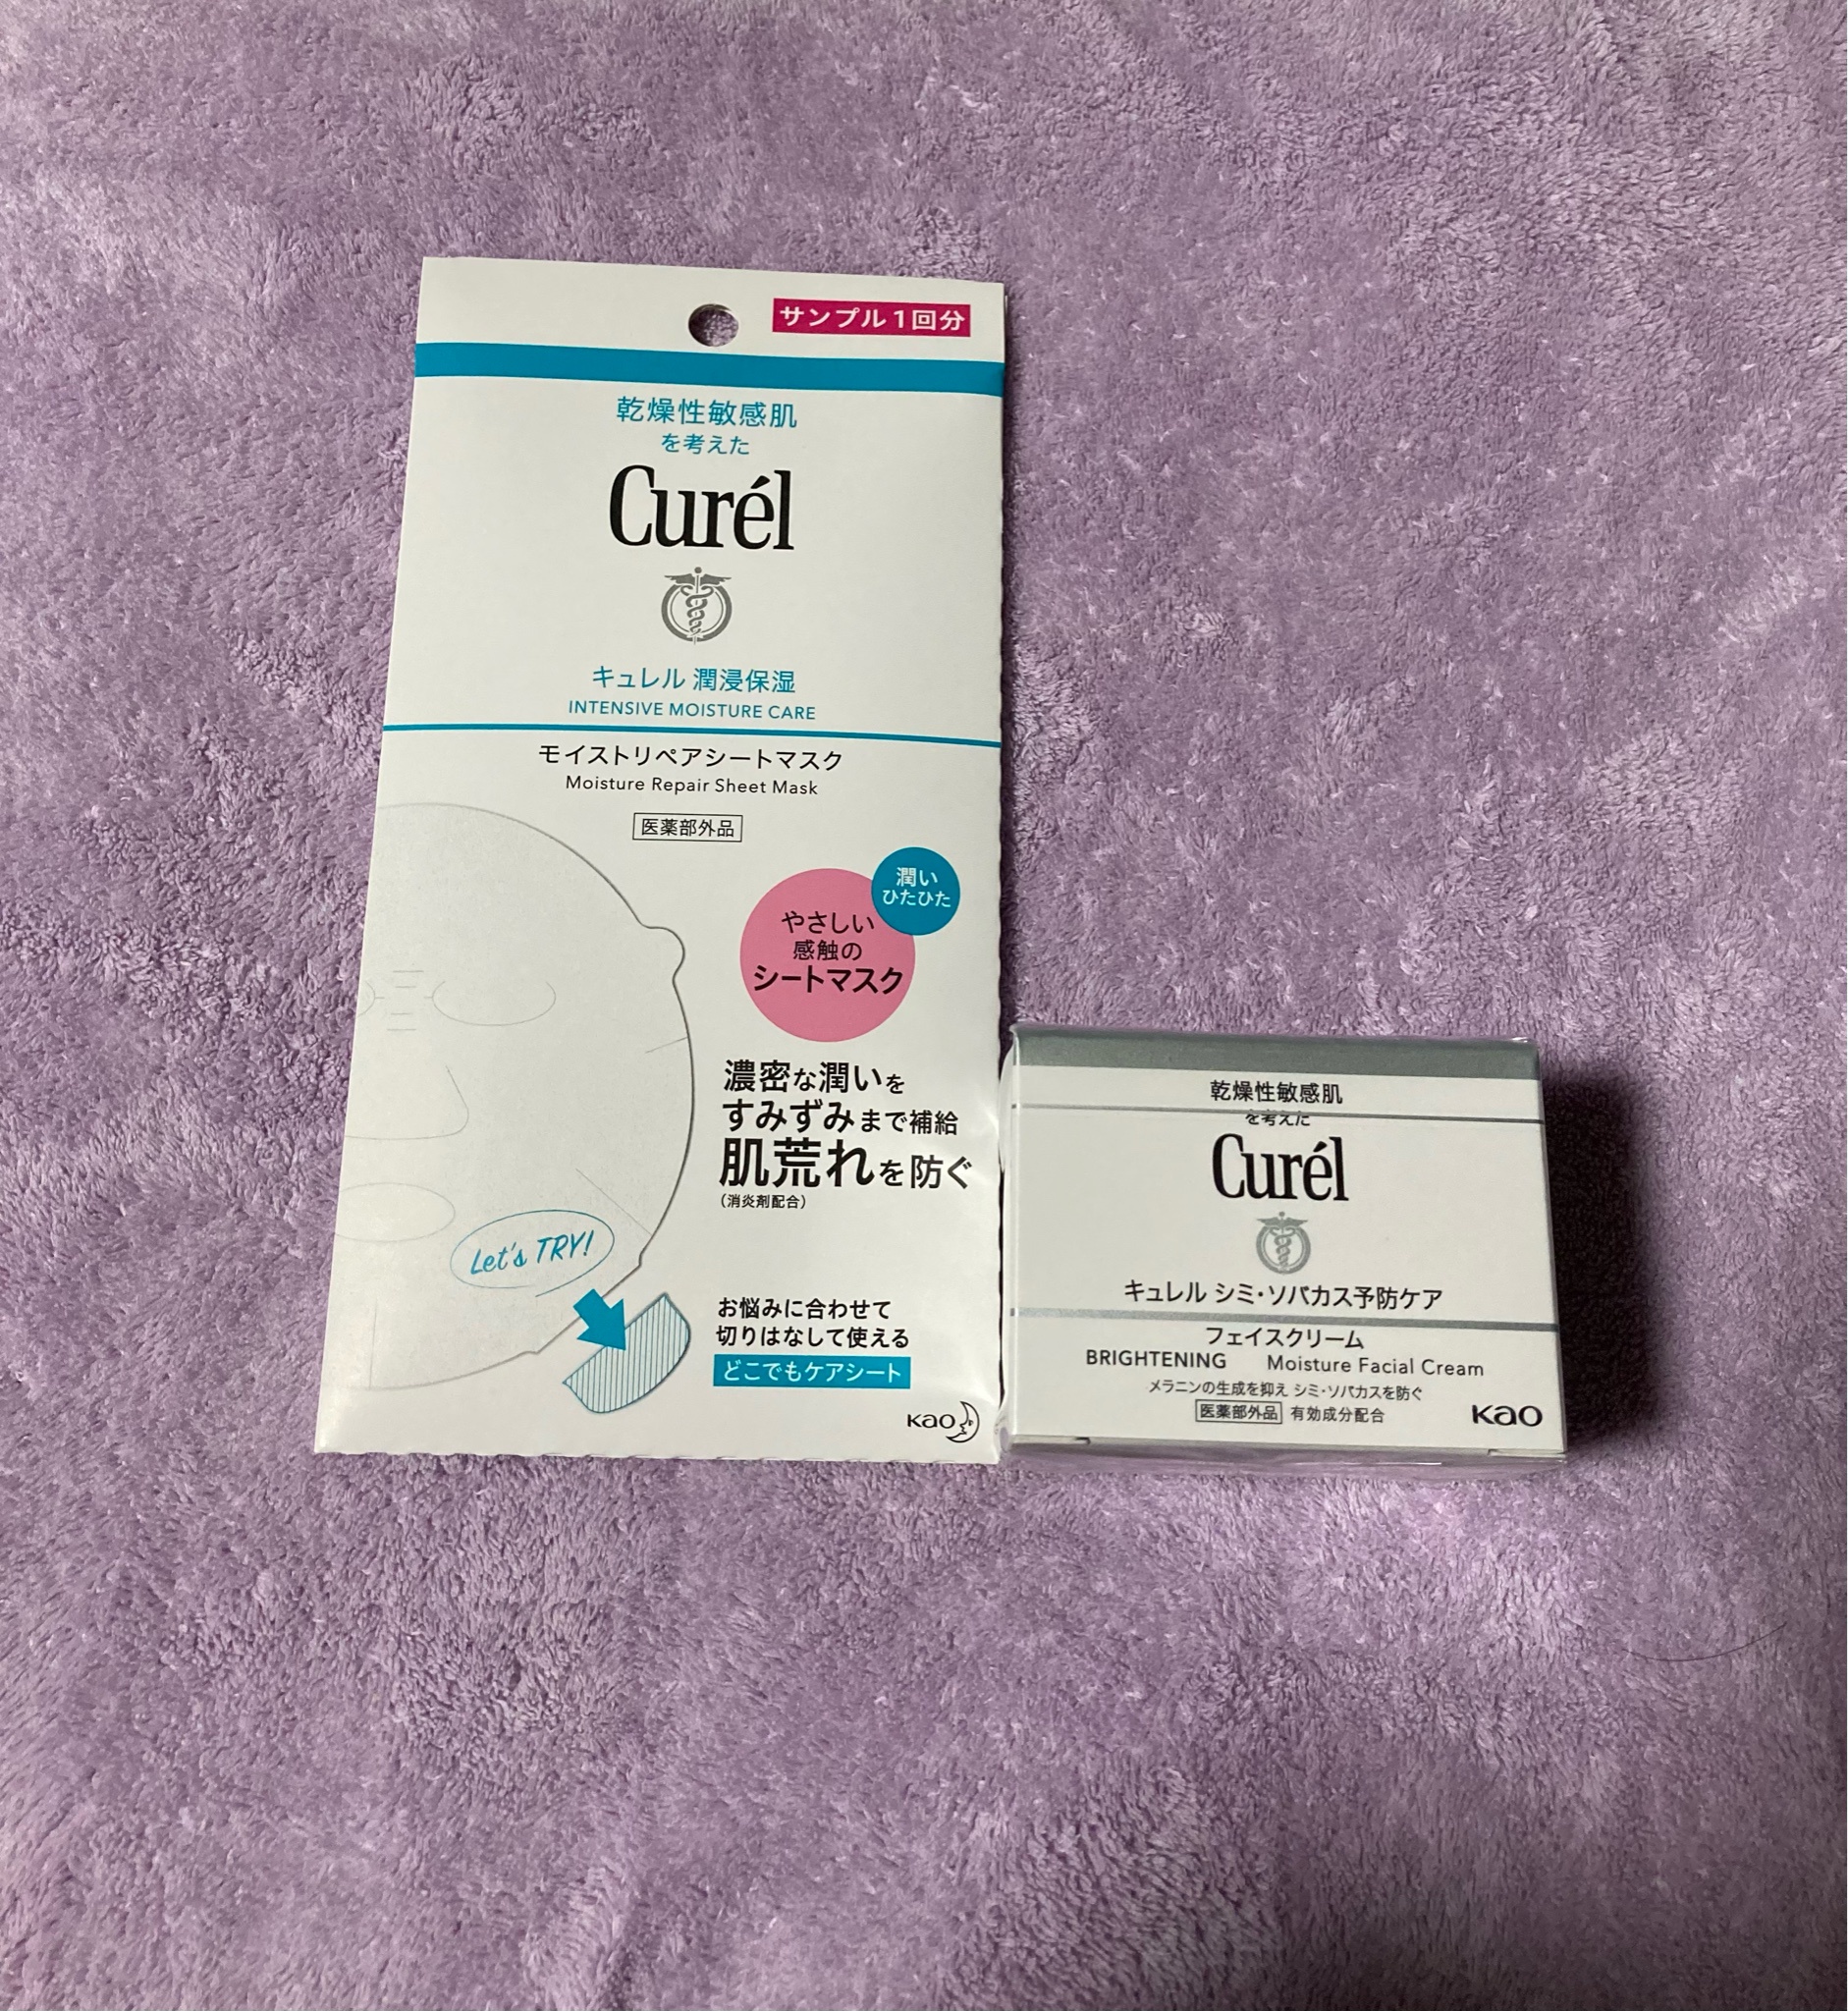 サンプル1回分
乾燥性敏感肌
を考えた
Curél
キュレル 潤浸保湿
INTENSIVE MOISTURE CARE
モイストリペアシートマスク
Moisture Repair Sheet Mask
医薬部外品
潤い
ひたひた
やさしい
感触の
シートマスク
濃密な潤いを
すみずみまで補給
肌荒れを防ぐ
(消炎剤配合)
Let's TRY!
お悩みに合わせて
切りはなして使える
どこでもケアシート
Kao
乾燥性敏感肌
を考えた
Curél
キュレル シミ・ソバカス予防ケア
フェイスクリーム
BRIGHTENING Moisture Facial Cream
メラニンの生成を抑え シミ・ソバカスを防ぐ
医薬部外品 有効成分配合
Kao